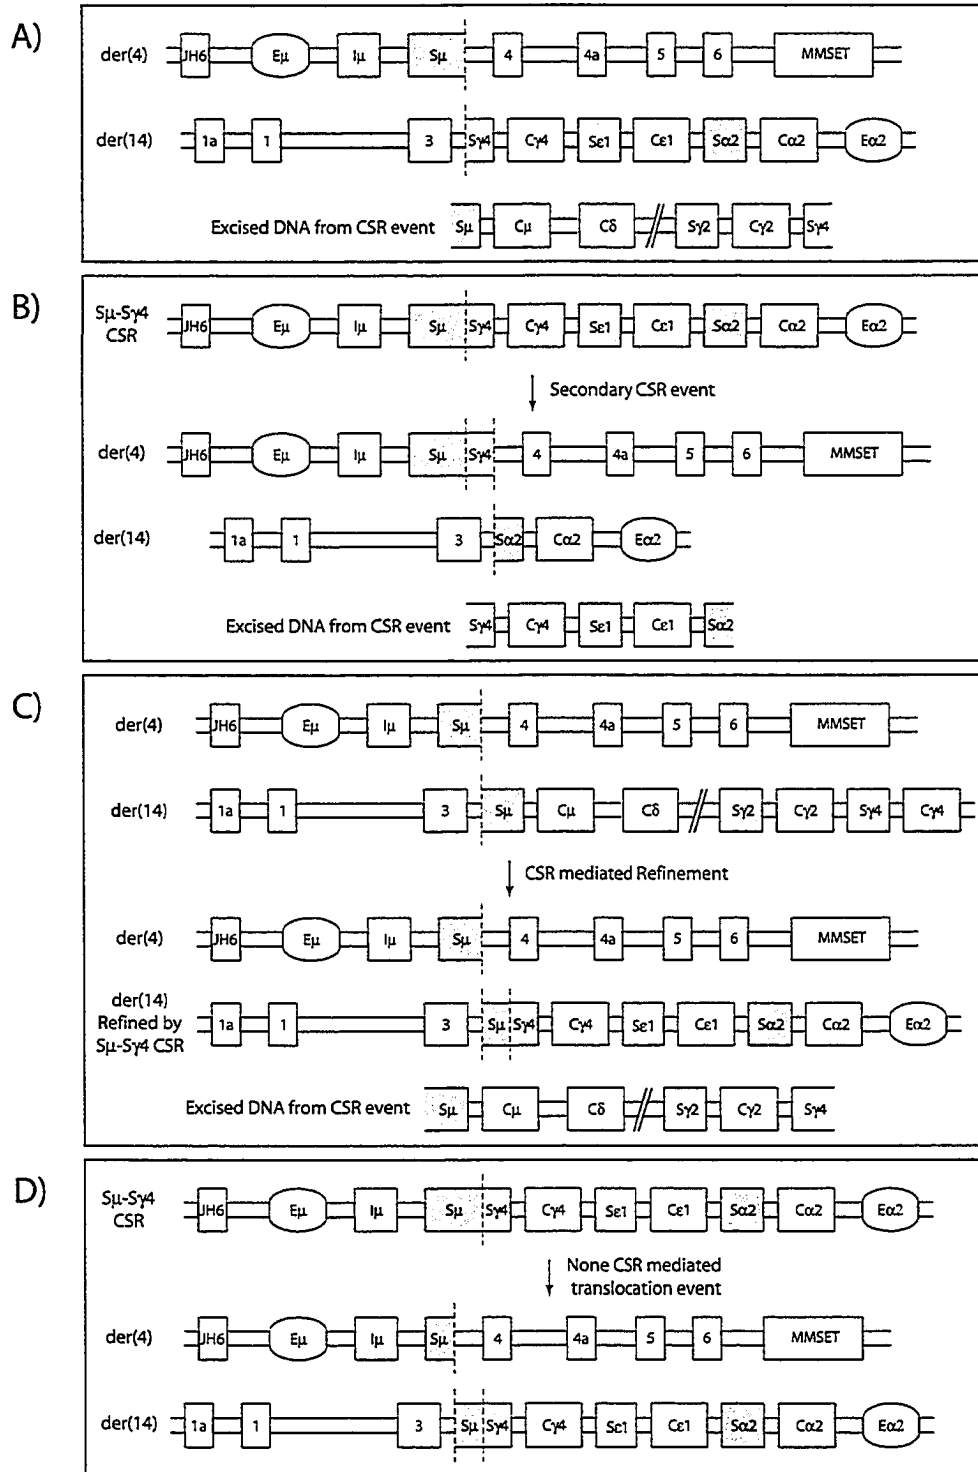 A)
der(4) JH6 Eμ Iμ Sμ 4 4a 5 6 MMSET
der(14) 1a 1 3 Sγ4 Cγ4 Sε1 Cε1 Sα2 Cα2 Eα2
Excised DNA from CSR event Sμ Cμ Cδ Sγ2 Cγ2 Sγ4
B)
Sμ-Sγ4
CSR
JH6 Eμ Iμ Sμ Sγ4 Cγ4 Sε1 Cε1 Sα2 Cα2 Eα2
Secondary CSR event
der(4) JH6 Eμ Iμ Sμ Sγ4 4 4a 5 6 MMSET
der(14) 1a 1 3 Sα2 Cα2 Eα2
Excised DNA from CSR event Sγ4 Cγ4 Sε1 Cε1 Sα2
C)
der(4) JH6 Eμ Iμ Sμ 4 4a 5 6 MMSET
der(14) 1a 1 3 Sμ Cμ Cδ Sγ2 Cγ2 Sγ4 Cγ4
CSR mediated Refinement
der(4) JH6 Eμ Iμ Sμ 4 4a 5 6 MMSET
der(14)
Refined by
Sμ-Sγ4 CSR
1a 1 3 Sμ Sγ4 Cγ4 Sε1 Cε1 Sα2 Cα2 Eα2
Excised DNA from CSR event Sμ Cμ Cδ Sγ2 Cγ2 Sγ4
D)
Sμ-Sγ4
CSR
JH6 Eμ Iμ Sμ Sγ4 Cγ4 Sε1 Cε1 Sα2 Cα2 Eα2
None CSR mediated
translocation event
der(4) JH6 Eμ Iμ Sμ 4 4a 5 6 MMSET
der(14) 1a 1 3 Sμ Sγ4 Cγ4 Sε1 Cε1 Sα2 Cα2 Eα2